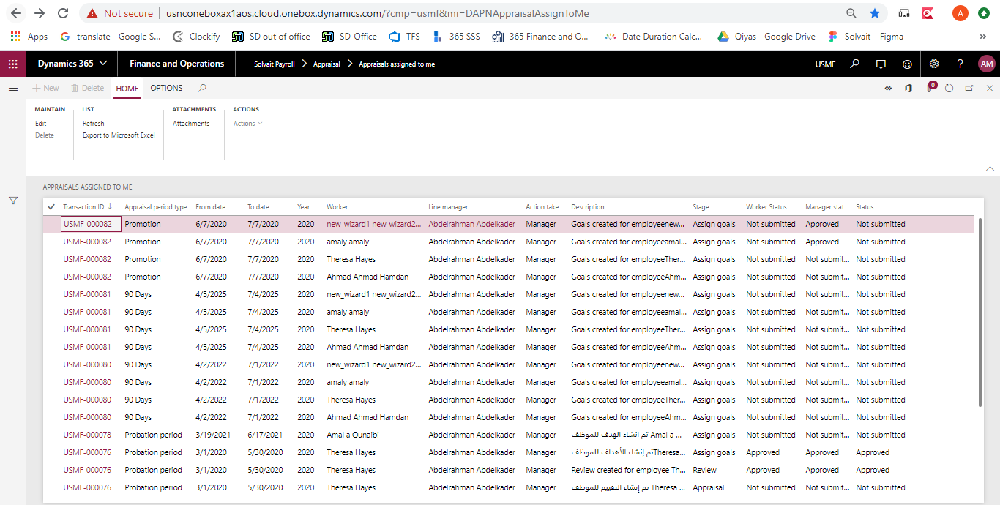 Not secure usnconeboxax1aos.cloud.onebox.dynamics.com/?cmp=usmf&mi=DAPNAppraisalAssignToMe A
Apps translate - Google S... Clockify SD out of office SD-Office TFS 365 SSS 365 Finance and O... Date Duration Calc... Qiyas - Google Drive Solvait – Figma »
Dynamics 365 Finance and Operations Solvait Payroll > Appraisal > Appraisals assigned to me USMF ? AM
+ New Delete HOME OPTIONS 0
MAINTAIN LIST ATTACHMENTS ACTIONS
Edit Refresh Attachments Actions
Delete Export to Microsoft Excel
APPRAISALS ASSIGNED TO ME
Transaction ID ↓ Appraisal period type From date To date Year Worker Line manager Action take... Description Stage Worker Status Manager stat... Status
USMF-000082 Promotion 6/7/2020 7/7/2020 2020 new_wizard1 new_wizard2... Abdelrahman Abdelkader Manager Goals created for employeenew... Assign goals Not submitted Approved Not submitted
USMF-000082 Promotion 6/7/2020 7/7/2020 2020 amaly amaly Abdelrahman Abdelkader Manager Goals created for employeeamal... Assign goals Not submitted Approved Not submitted
USMF-000082 Promotion 6/7/2020 7/7/2020 2020 Theresa Hayes Abdelrahman Abdelkader Manager Goals created for employeeTher... Assign goals Not submitted Not submit... Not submitted
USMF-000082 Promotion 6/7/2020 7/7/2020 2020 Ahmad Ahmad Hamdan Abdelrahman Abdelkader Manager Goals created for employeeAhm... Assign goals Not submitted Not submit... Not submitted
USMF-000081 90 Days 4/5/2025 7/4/2025 2020 new_wizard1 new_wizard2... Abdelrahman Abdelkader Manager Goals created for employeenew... Assign goals Not submitted Not submit... Not submitted
USMF-000081 90 Days 4/5/2025 7/4/2025 2020 amaly amaly Abdelrahman Abdelkader Manager Goals created for employeeamal... Assign goals Not submitted Not submit... Not submitted
USMF-000081 90 Days 4/5/2025 7/4/2025 2020 Theresa Hayes Abdelrahman Abdelkader Manager Goals created for employeeTher... Assign goals Not submitted Not submit... Not submitted
USMF-000081 90 Days 4/5/2025 7/4/2025 2020 Ahmad Ahmad Hamdan Abdelrahman Abdelkader Manager Goals created for employeeAhm... Assign goals Not submitted Not submit... Not submitted
USMF-000080 90 Days 4/2/2022 7/1/2022 2020 new_wizard1 new_wizard2... Abdelrahman Abdelkader Manager Goals created for employeenew... Assign goals Not submitted Not submit... Not submitted
USMF-000080 90 Days 4/2/2022 7/1/2022 2020 amaly amaly Abdelrahman Abdelkader Manager Goals created for employeeamal... Assign goals Not submitted Not submit... Not submitted
USMF-000080 90 Days 4/2/2022 7/1/2022 2020 Theresa Hayes Abdelrahman Abdelkader Manager Goals created for employeeTher... Assign goals Not submitted Not submit... Not submitted
USMF-000080 90 Days 4/2/2022 7/1/2022 2020 Ahmad Ahmad Hamdan Abdelrahman Abdelkader Manager Goals created for employeeAhm... Assign goals Not submitted Not submit... Not submitted
USMF-000078 Probation period 3/19/2021 6/17/2021 2020 Amal a Qunaibi Abdelrahman Abdelkader Manager تم انشاء الهدف للموظف Amal a ... Assign goals Not submitted Not submit... Not submitted
USMF-000076 Probation period 3/1/2020 5/30/2020 2020 Theresa Hayes Abdelrahman Abdelkader Manager تم إنشاء الأهداف للموظفTheresa... Assign goals Approved Approved Approved
USMF-000076 Probation period 3/1/2020 5/30/2020 2020 Theresa Hayes Abdelrahman Abdelkader Manager Review created for employee Th... Review Approved Approved Approved
USMF-000076 Probation period 3/1/2020 5/30/2020 2020 Theresa Hayes Abdelrahman Abdelkader Manager تم إنشاء التقييم للموظف Theresa ... Appraisal Not submitted Not submit... Not submitted